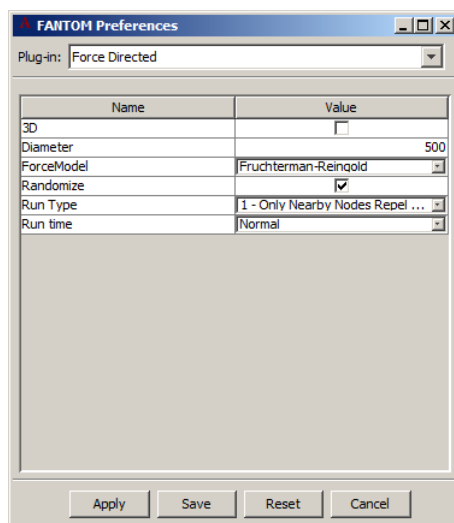 FANTOM Preferences
Plug-in: Force Directed
Name Value
3D
Diameter 500
ForceModel Fruchterman-Reingold
Randomize
Run Type 1 - Only Nearby Nodes Repel ...
Run time Normal
Apply Save Reset Cancel